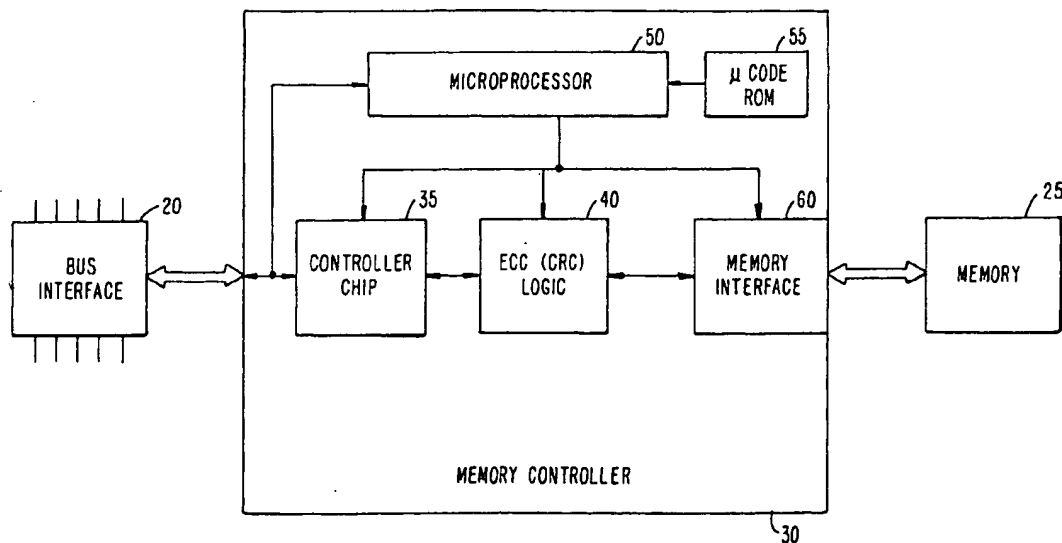 50
MICROPROCESSOR
55
μ CODE
ROM
20
BUS
INTERFACE
35
CONTROLLER
CHIP
40
ECC (CRC)
LOGIC
60
MEMORY
INTERFACE
25
MEMORY
MEMORY CONTROLLER
30